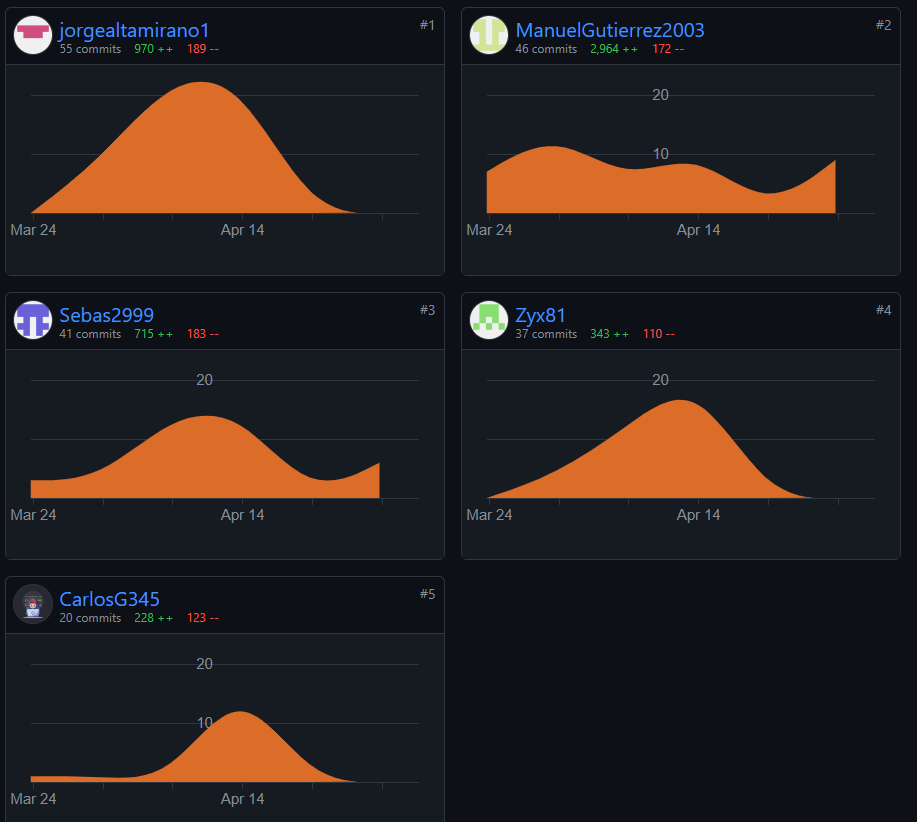 jorgealtamirano1 #1
55 commits 970 ++ 189 --
Mar 24 Apr 14
ManuelGutierrez2003 #2
46 commits 2,964 ++ 172 --
20
10
Mar 24 Apr 14
Sebas2999 #3
41 commits 715 ++ 183 --
20
Mar 24 Apr 14
Zyx81 #4
37 commits 343 ++ 110 --
20
Mar 24 Apr 14
CarlosG345 #5
20 commits 228 ++ 123 --
20
10
Mar 24 Apr 14